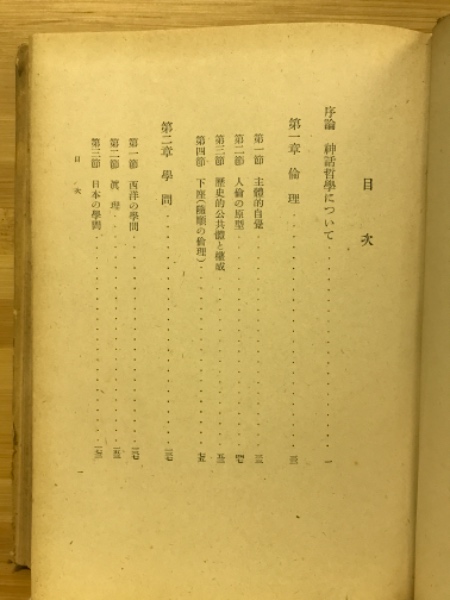 目次
序論 神話哲學について 一
第一章 倫理
第一節 主體的自覺
第二節 人倫の原型
第三節 歷史的公共體と權威
第四節 下座(隨順の倫理)
第二章 學問
第一節 西洋の學問
第二節 眞理
第三節 日本の學問
目次 一